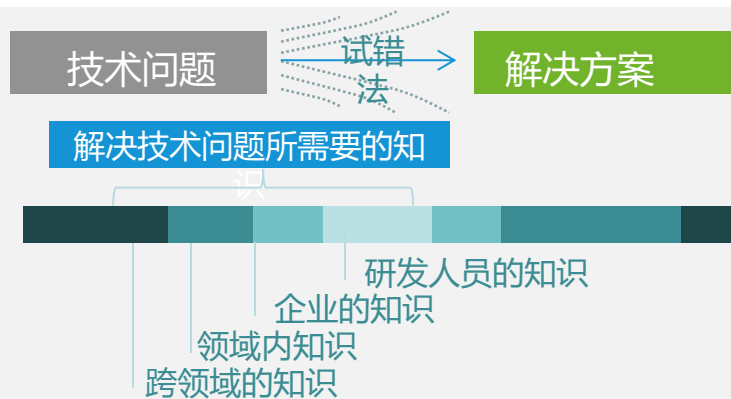 技术问题
试错
法
解决方案
解决技术问题所需要的知
识
研发人员的知识
企业的知识
领域内知识
跨领域的知识